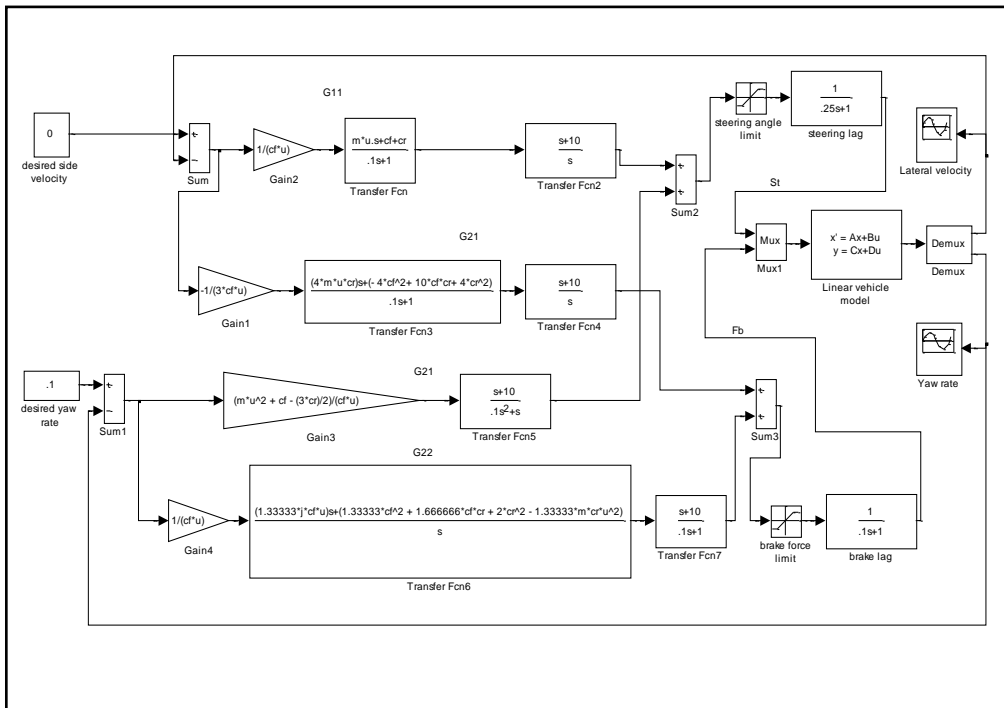 G11
0
desired side
velocity
+
-
Sum
1/(cf*u)
Gain2
m*u.s+cf+cr
.1s+1
Transfer Fcn
s+10
s
Transfer Fcn2
+
+
Sum2
steering angle
limit
1
.25s+1
steering lag
Lateral velocity
St
Mux
Mux1
x' = Ax+Bu
y = Cx+Du
Linear vehicle
model
Demux
Demux
G21
-1/(3*cf*u)
Gain1
(4*m*u*cr)s+(- 4*cf^2+ 10*cf*cr+ 4*cr^2)
.1s+1
Transfer Fcn3
s+10
s
Transfer Fcn4
Fb
Yaw rate
G21
.1
desired yaw
rate
+
-
Sum1
(m*u^2 + cf - (3*cr)/2)/(cf*u)
Gain3
s+10
.1s2+s
Transfer Fcn5
+
+
Sum3
G22
1/(cf*u)
Gain4
(1.33333*j*cf*u)s+(1.33333*cf^2 + 1.666666*cf*cr + 2*cr^2 - 1.33333*m*cr*u^2)
s
Transfer Fcn6
s+10
.1s+1
Transfer Fcn7
brake force
limit
1
.1s+1
brake lag